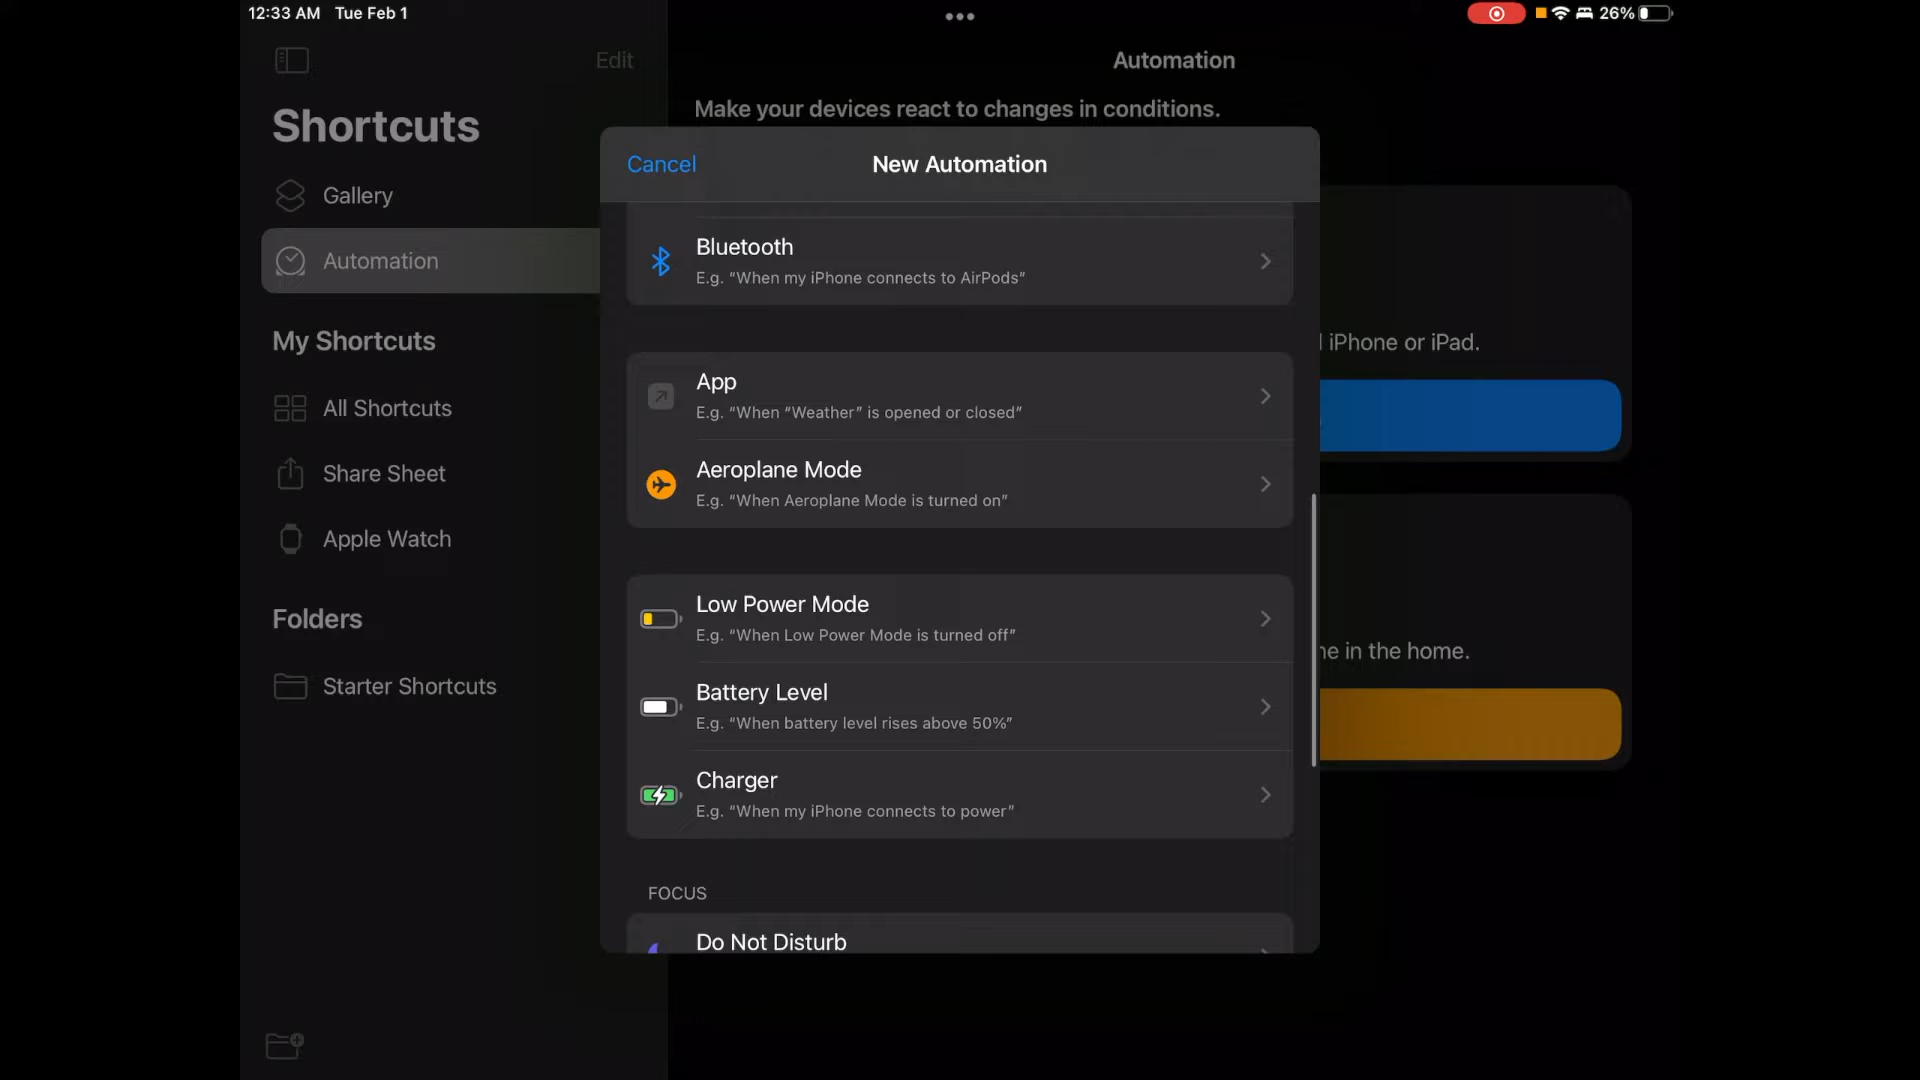 12:33 AM Tue Feb 1
26%
Edit
Shortcuts
Gallery
Automation
My Shortcuts
All Shortcuts
Share Sheet
Apple Watch
Folders
Starter Shortcuts
Automation
Make your devices react to changes in conditions.
Cancel
New Automation
Bluetooth
E.g. “When my iPhone connects to AirPods”
App
E.g. “When “Weather” is opened or closed”
Aeroplane Mode
E.g. “When Aeroplane Mode is turned on”
Low Power Mode
E.g. “When Low Power Mode is turned off”
Battery Level
E.g. “When battery level rises above 50%”
Charger
E.g. “When my iPhone connects to power”
FOCUS
Do Not Disturb
iPhone or iPad.
in the home.